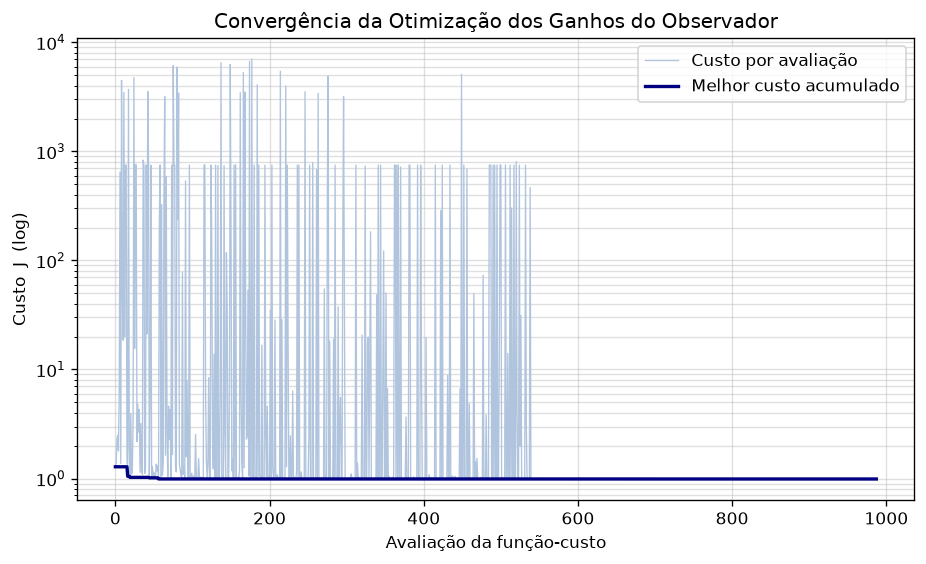 Convergência da Otimização dos Ganhos do Observador
Custo por avaliação
Melhor custo acumulado
Custo J (log)
10^4
10^3
10^2
10^1
10^0
0 200 400 600 800 1000
Avaliação da função-custo